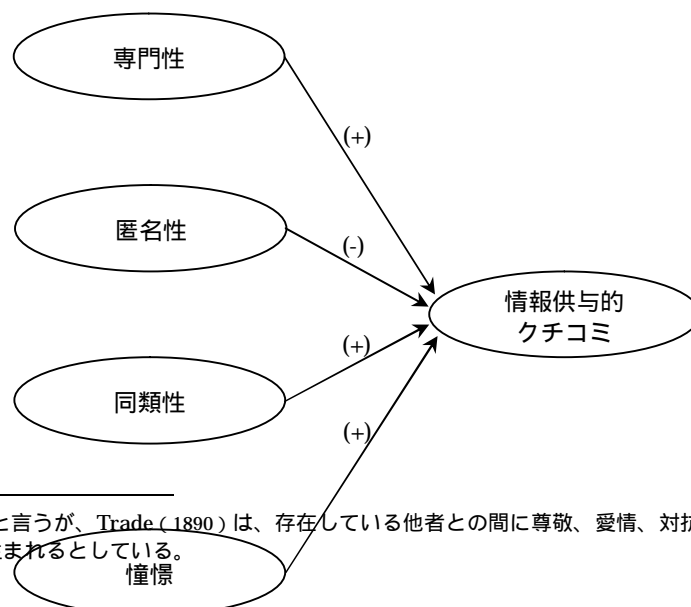 専門性
(+)
匿名性
(-)
情報供与的
クチコミ
(+)
同類性
(+)
と言うが、Trade（1890）は、存在している他者との間に尊敬、愛情、対抗
まれるとしている。
憧憬